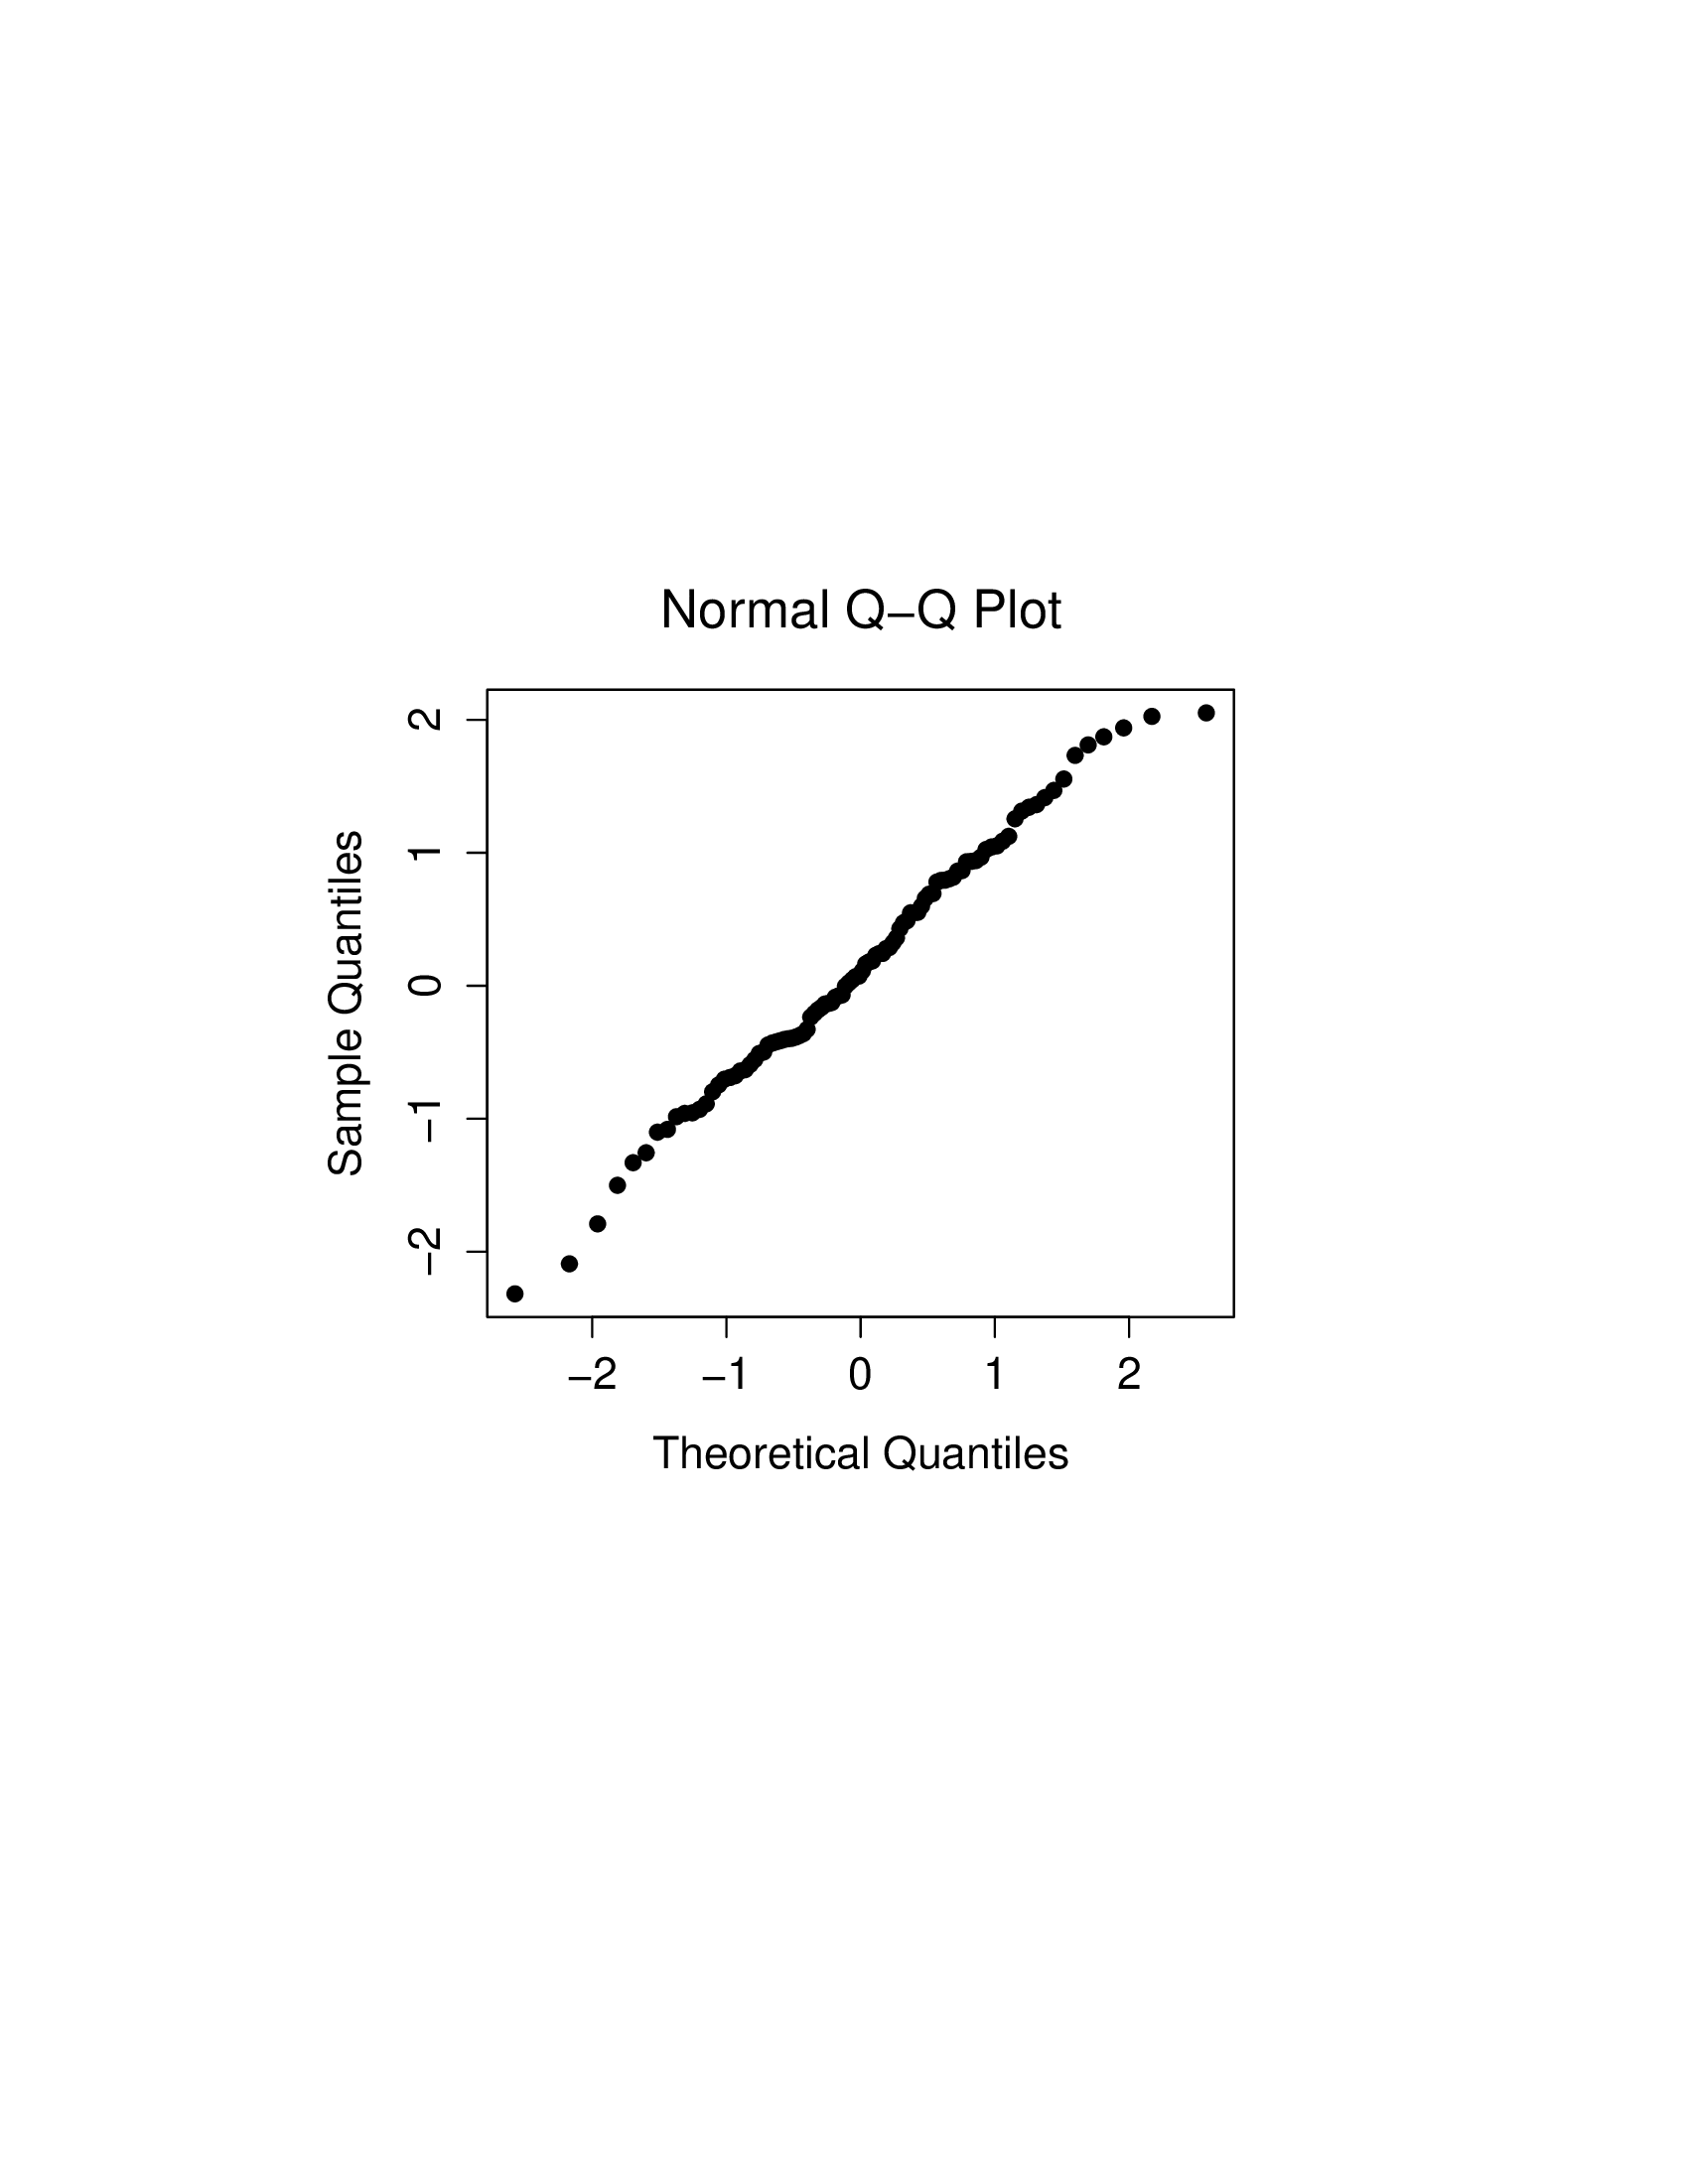 Normal Q−Q Plot
2
1
0
−1
−2
Sample Quantiles
−2 −1 0 1 2
Theoretical Quantiles